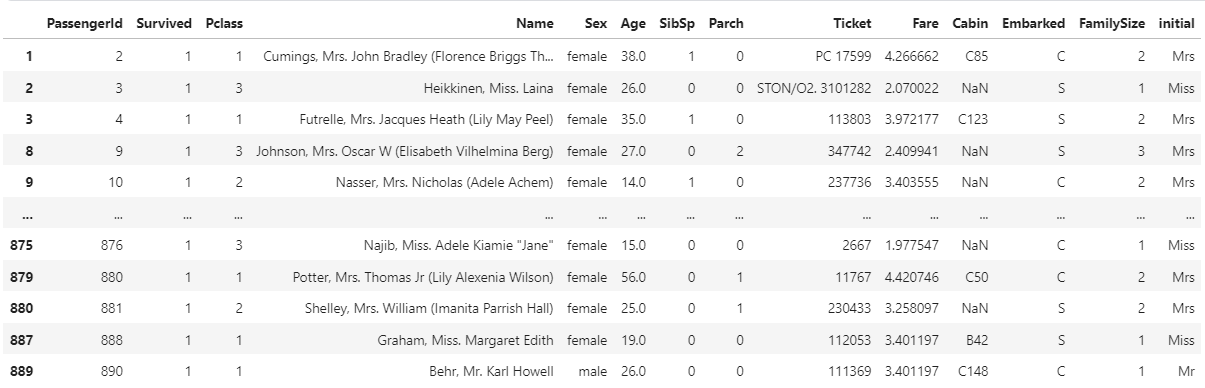 PassengerId Survived Pclass Name Sex Age SibSp Parch Ticket Fare Cabin Embarked FamilySize initial
1 2 1 1 Cumings, Mrs. John Bradley (Florence Briggs Th... female 38.0 1 0 PC 17599 4.266662 C85 C 2 Mrs
2 3 1 3 Heikkinen, Miss. Laina female 26.0 0 0 STON/O2. 3101282 2.070022 NaN S 1 Miss
3 4 1 1 Futrelle, Mrs. Jacques Heath (Lily May Peel) female 35.0 1 0 113803 3.972177 C123 S 2 Mrs
8 9 1 3 Johnson, Mrs. Oscar W (Elisabeth Vilhelmina Berg) female 27.0 0 2 347742 2.409941 NaN S 3 Mrs
9 10 1 2 Nasser, Mrs. Nicholas (Adele Achem) female 14.0 1 0 237736 3.403555 NaN C 2 Mrs
... ... ... ... ... ... ... ... ... ... ... ... ... ... ...
875 876 1 3 Najib, Miss. Adele Kiamie "Jane" female 15.0 0 0 2667 1.977547 NaN C 1 Miss
879 880 1 1 Potter, Mrs. Thomas Jr (Lily Alexenia Wilson) female 56.0 0 1 11767 4.420746 C50 C 2 Mrs
880 881 1 2 Shelley, Mrs. William (Imanita Parrish Hall) female 25.0 0 1 230433 3.258097 NaN S 2 Mrs
887 888 1 1 Graham, Miss. Margaret Edith female 19.0 0 0 112053 3.401197 B42 S 1 Miss
889 890 1 1 Behr, Mr. Karl Howell male 26.0 0 0 111369 3.401197 C148 C 1 Mr